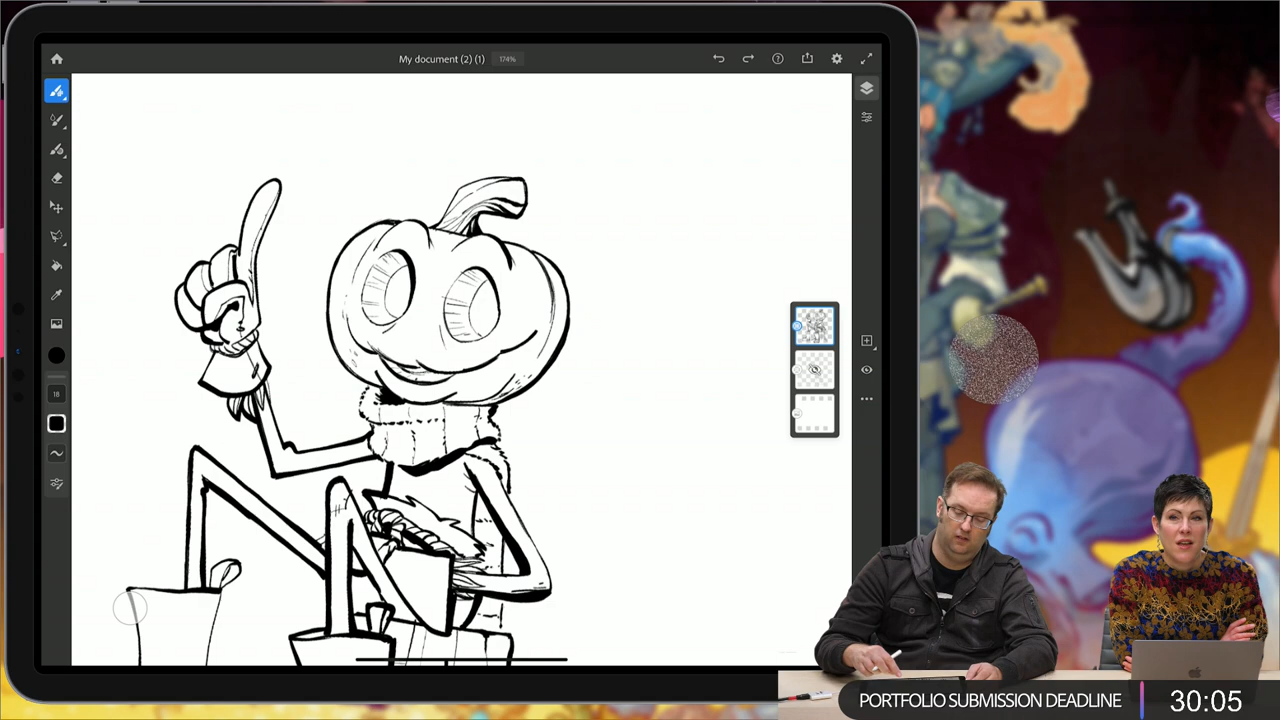 My document (2) (1)
174%
18
PORTFOLIO SUBMISSION DEADLINE
30:05